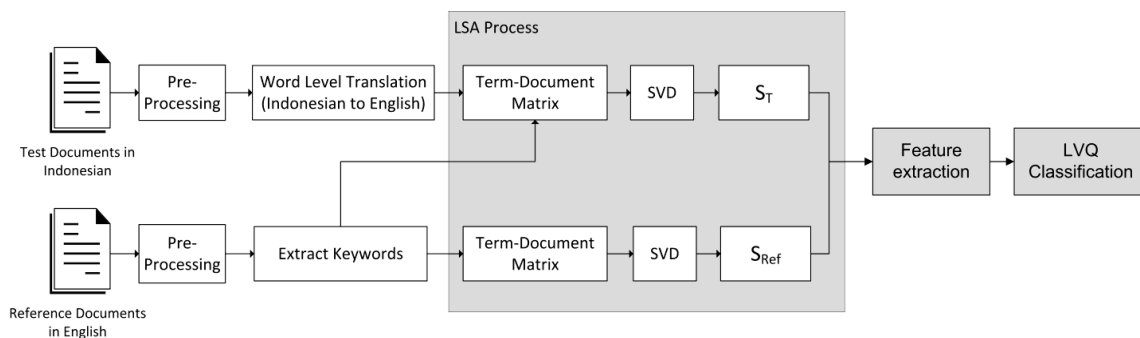 LSA Process
Test Documents in
Indonesian
Pre-
Processing
Word Level Translation
(Indonesian to English)
Term-Document
Matrix
SVD
S_T
Feature
extraction
LVQ
Classification
Reference Documents
in English
Pre-
Processing
Extract Keywords
Term-Document
Matrix
SVD
S_Ref